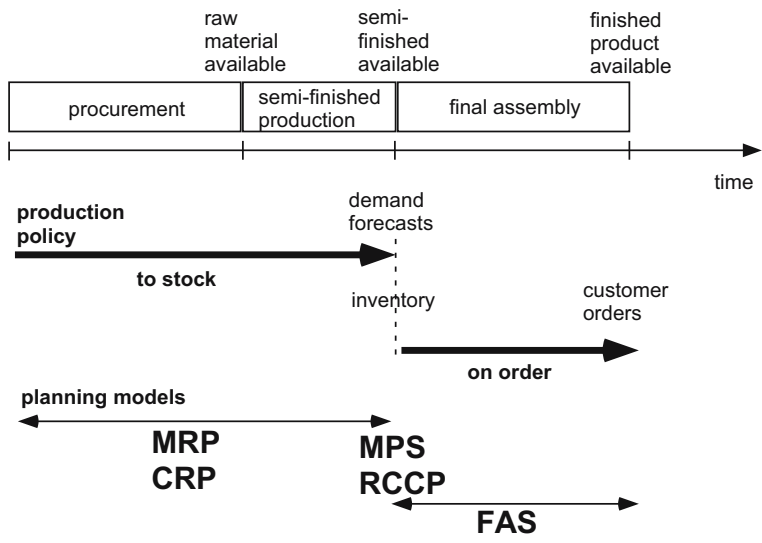 raw
material
available
semi-
finished
available
finished
product
available
procurement
semi-finished
production
final assembly
time
production
policy
demand
forecasts
to stock
inventory
customer
orders
on order
planning models
MRP
CRP
MPS
RCCP
FAS